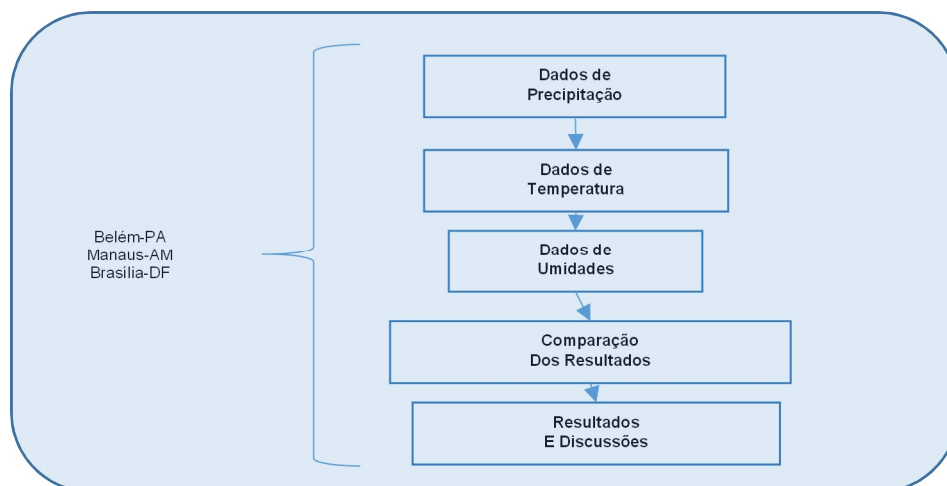 Dados de
Precipitação
Dados de
Temperatura
Belém-PA
Manaus-AM
Brasilia-DF
Dados de
Umidades
Comparação
Dos Resultados
Resultados
E Discussões